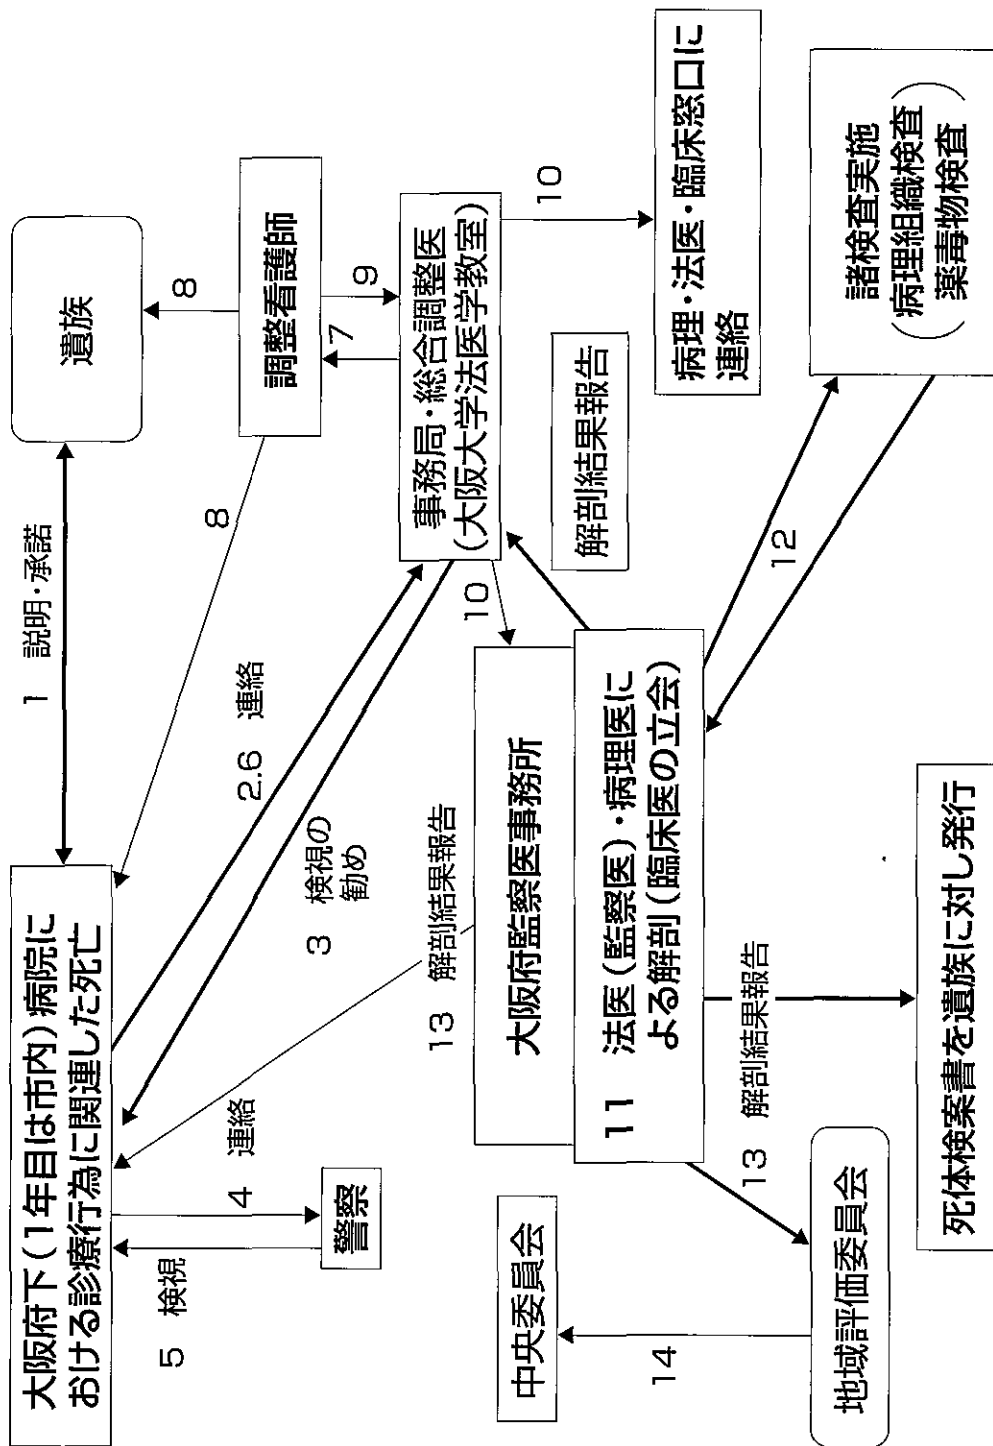 大阪府下(1年目は市内)病院に
おける診療行為に関連した死亡
1 説明・承諾
遺族
8
8
調整看護師
7
9
事務局・総合調整医
(大阪大学法医学教室)
2.6 連絡
3 検視の
勧め
連絡
4
5 検視
警察
13 解剖結果報告
10
10
病理・法医・臨床窓口に
連絡
解剖結果報告
大阪府監察医事務所
11 法医(監察医)・病理医に
よる解剖(臨床医の立会)
12
諸検査実施
(病理組織検査)
(薬毒物検査)
13 解剖結果報告
中央委員会
14
地域評価委員会
死体検案書を遺族に対し発行